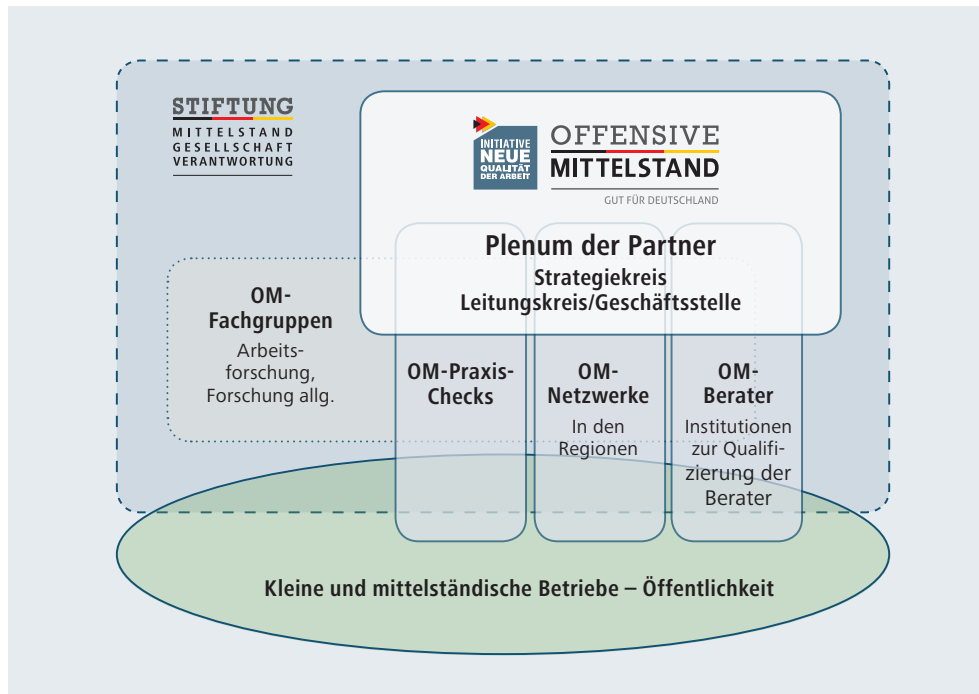 STIFTUNG
MITTELSTAND
GESELLSCHAFT
VERANTWORTUNG
INITIATIVE
NEUE
QUALITÄT
DER ARBEIT
OFFENSIVE
MITTELSTAND
GUT FÜR DEUTSCHLAND
Plenum der Partner
Strategiekreis
Leitungskreis/Geschäftsstelle
OM-
Fachgruppen
Arbeits-
forschung,
Forschung allg.
OM-Praxis-
Checks
OM-
Netzwerke
In den
Regionen
OM-
Berater
Institutionen
zur Qualifi-
zierung der
Berater
Kleine und mittelständische Betriebe – Öffentlichkeit